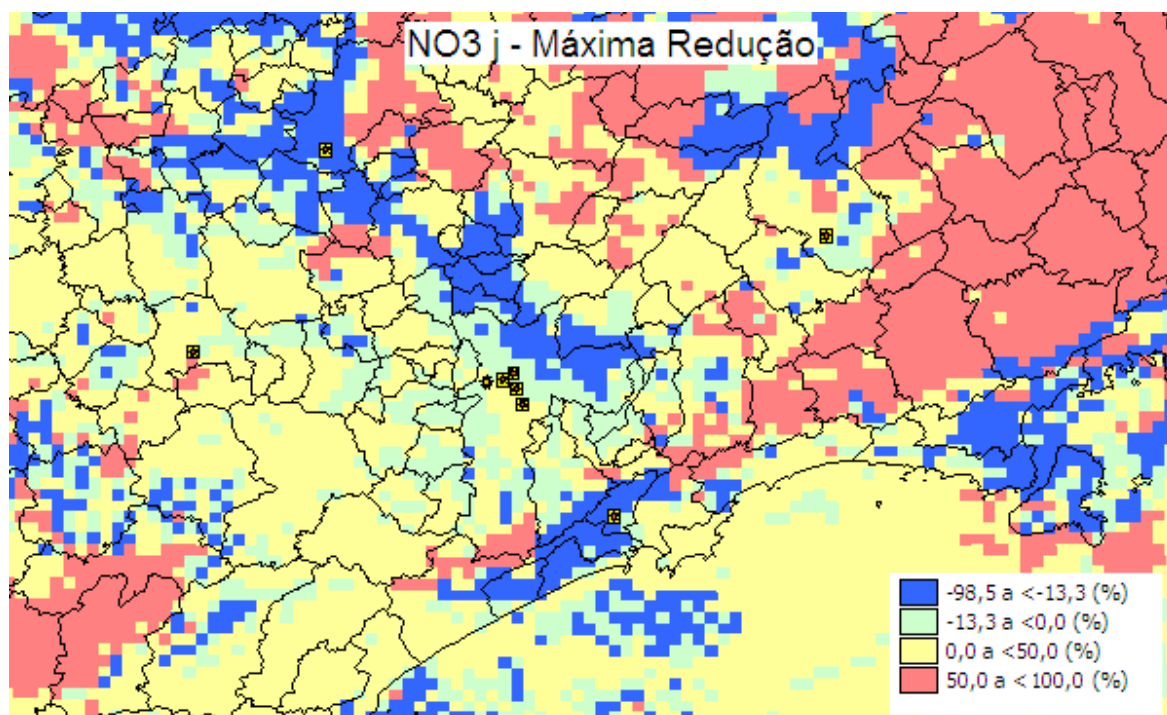 NO3 j - Máxima Redução
-98,5 a <-13,3 (%)
-13,3 a <0,0 (%)
0,0 a <50,0 (%)
50,0 a < 100,0 (%)